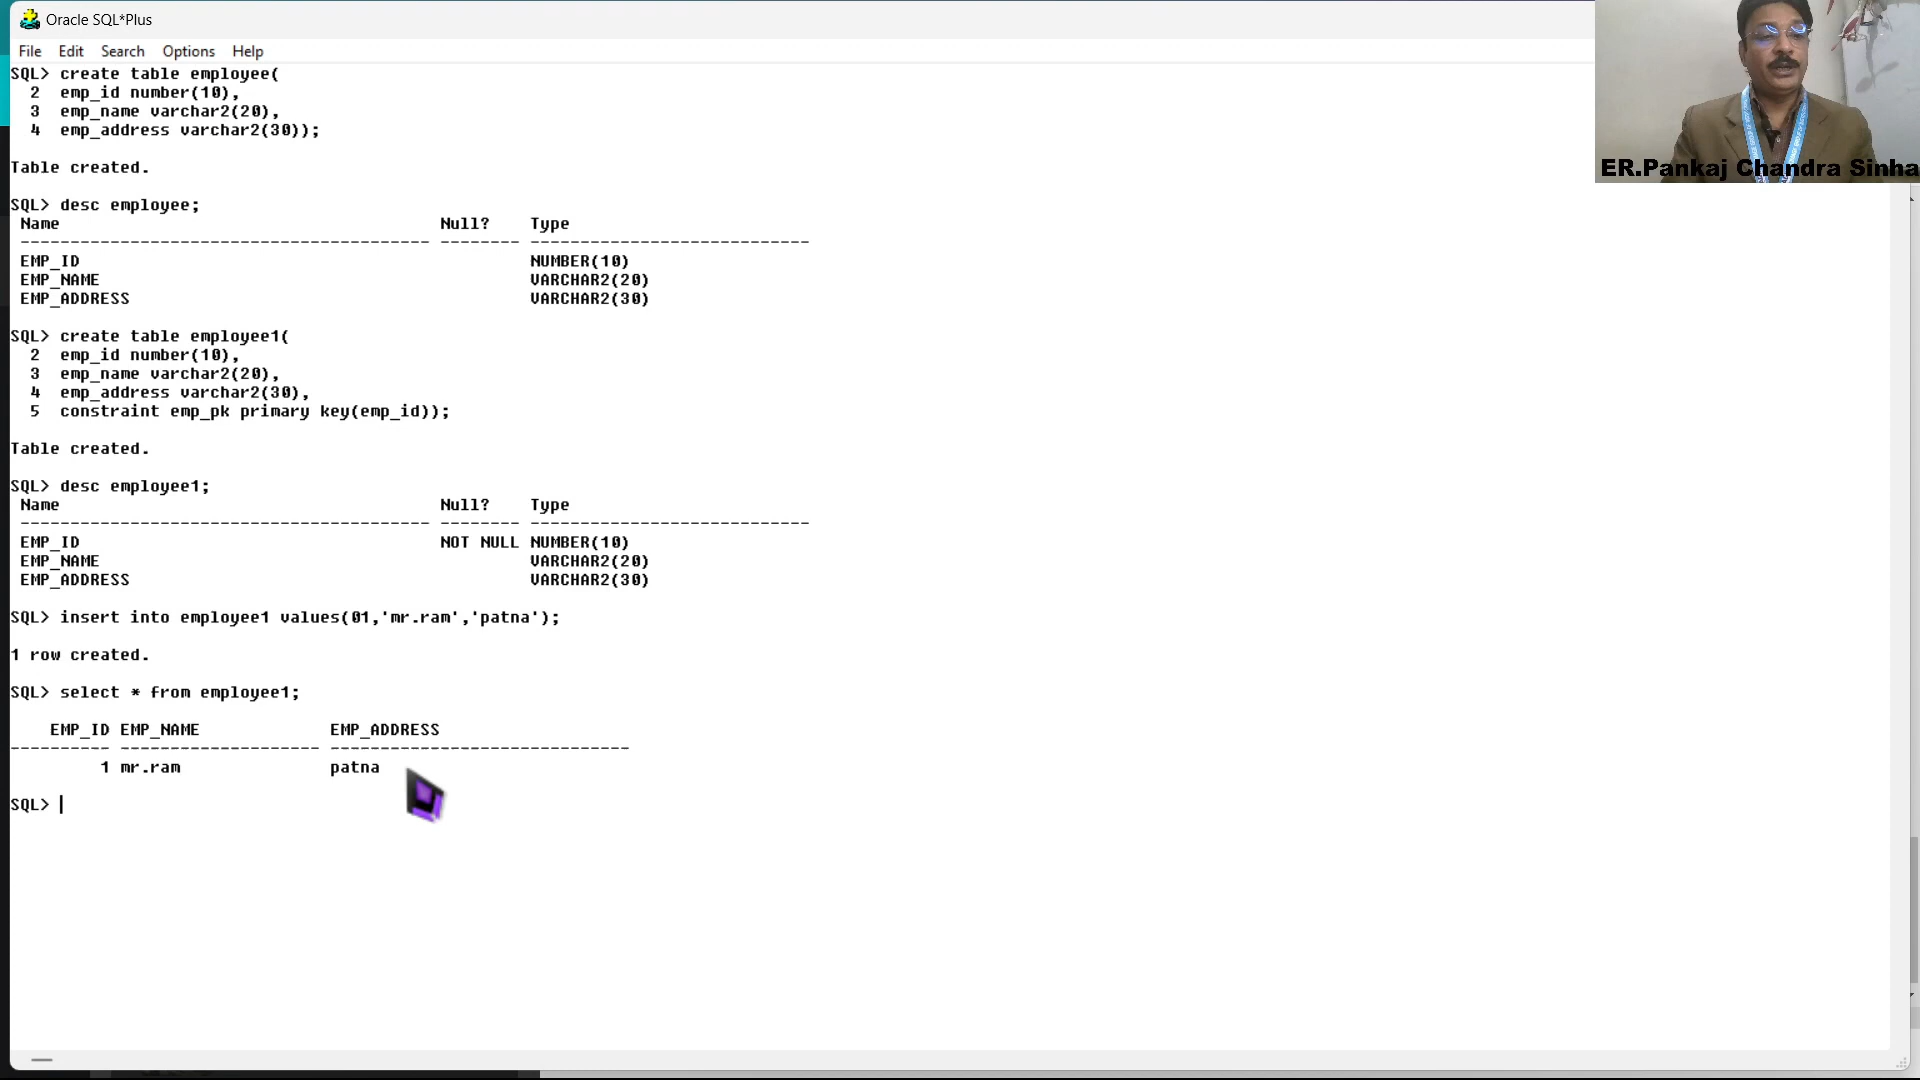 Oracle SQL*Plus
File Edit Search Options Help
SQL> create table employee(
2 emp_id number(10),
3 emp_name varchar2(20),
4 emp_address varchar2(30));
Table created.
SQL> desc employee;
Name Null? Type
----------------------------------------- -------- ----------------------------
EMP_ID NUMBER(10)
EMP_NAME VARCHAR2(20)
EMP_ADDRESS VARCHAR2(30)
SQL> create table employee1(
2 emp_id number(10),
3 emp_name varchar2(20),
4 emp_address varchar2(30),
5 constraint emp_pk primary key(emp_id));
Table created.
SQL> desc employee1;
Name Null? Type
----------------------------------------- -------- ----------------------------
EMP_ID NOT NULL NUMBER(10)
EMP_NAME VARCHAR2(20)
EMP_ADDRESS VARCHAR2(30)
SQL> insert into employee1 values(01,'mr.ram','patna');
1 row created.
SQL> select * from employee1;
EMP_ID EMP_NAME EMP_ADDRESS
---------- -------------------- ------------------------------
1 mr.ram patna
SQL>
ER.Pankaj Chandra Sinha